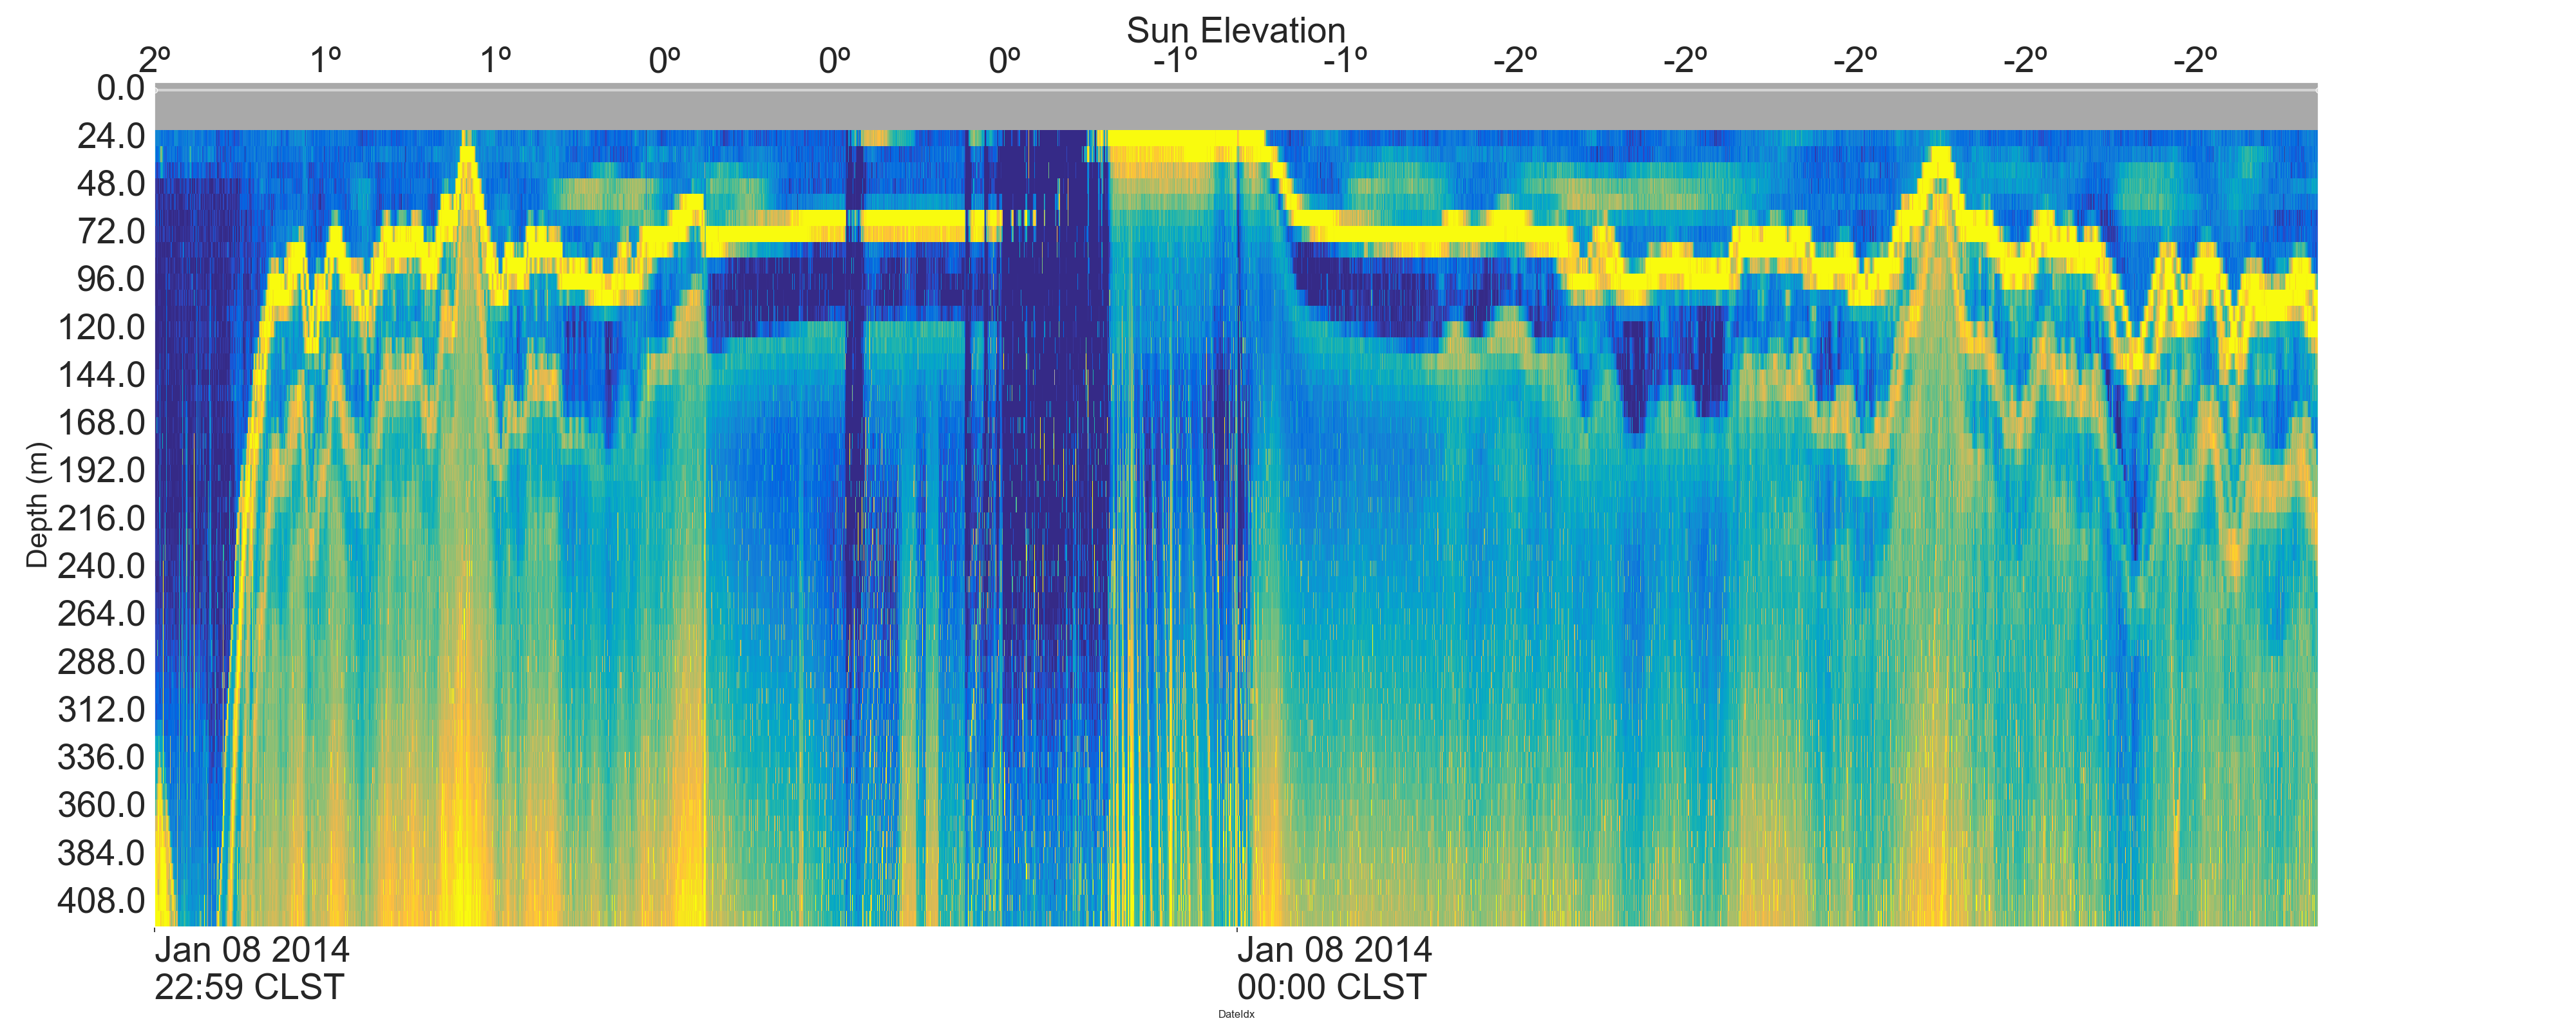 Sun Elevation
2º 1º 1º 0º 0º 0º -1º -1º -2º -2º -2º -2º -2º
0.0
24.0
48.0
72.0
96.0
120.0
144.0
168.0
192.0
216.0
240.0
264.0
288.0
312.0
336.0
360.0
384.0
408.0
Depth (m)
Jan 08 2014
22:59 CLST
Jan 08 2014
00:00 CLST
DateIdx